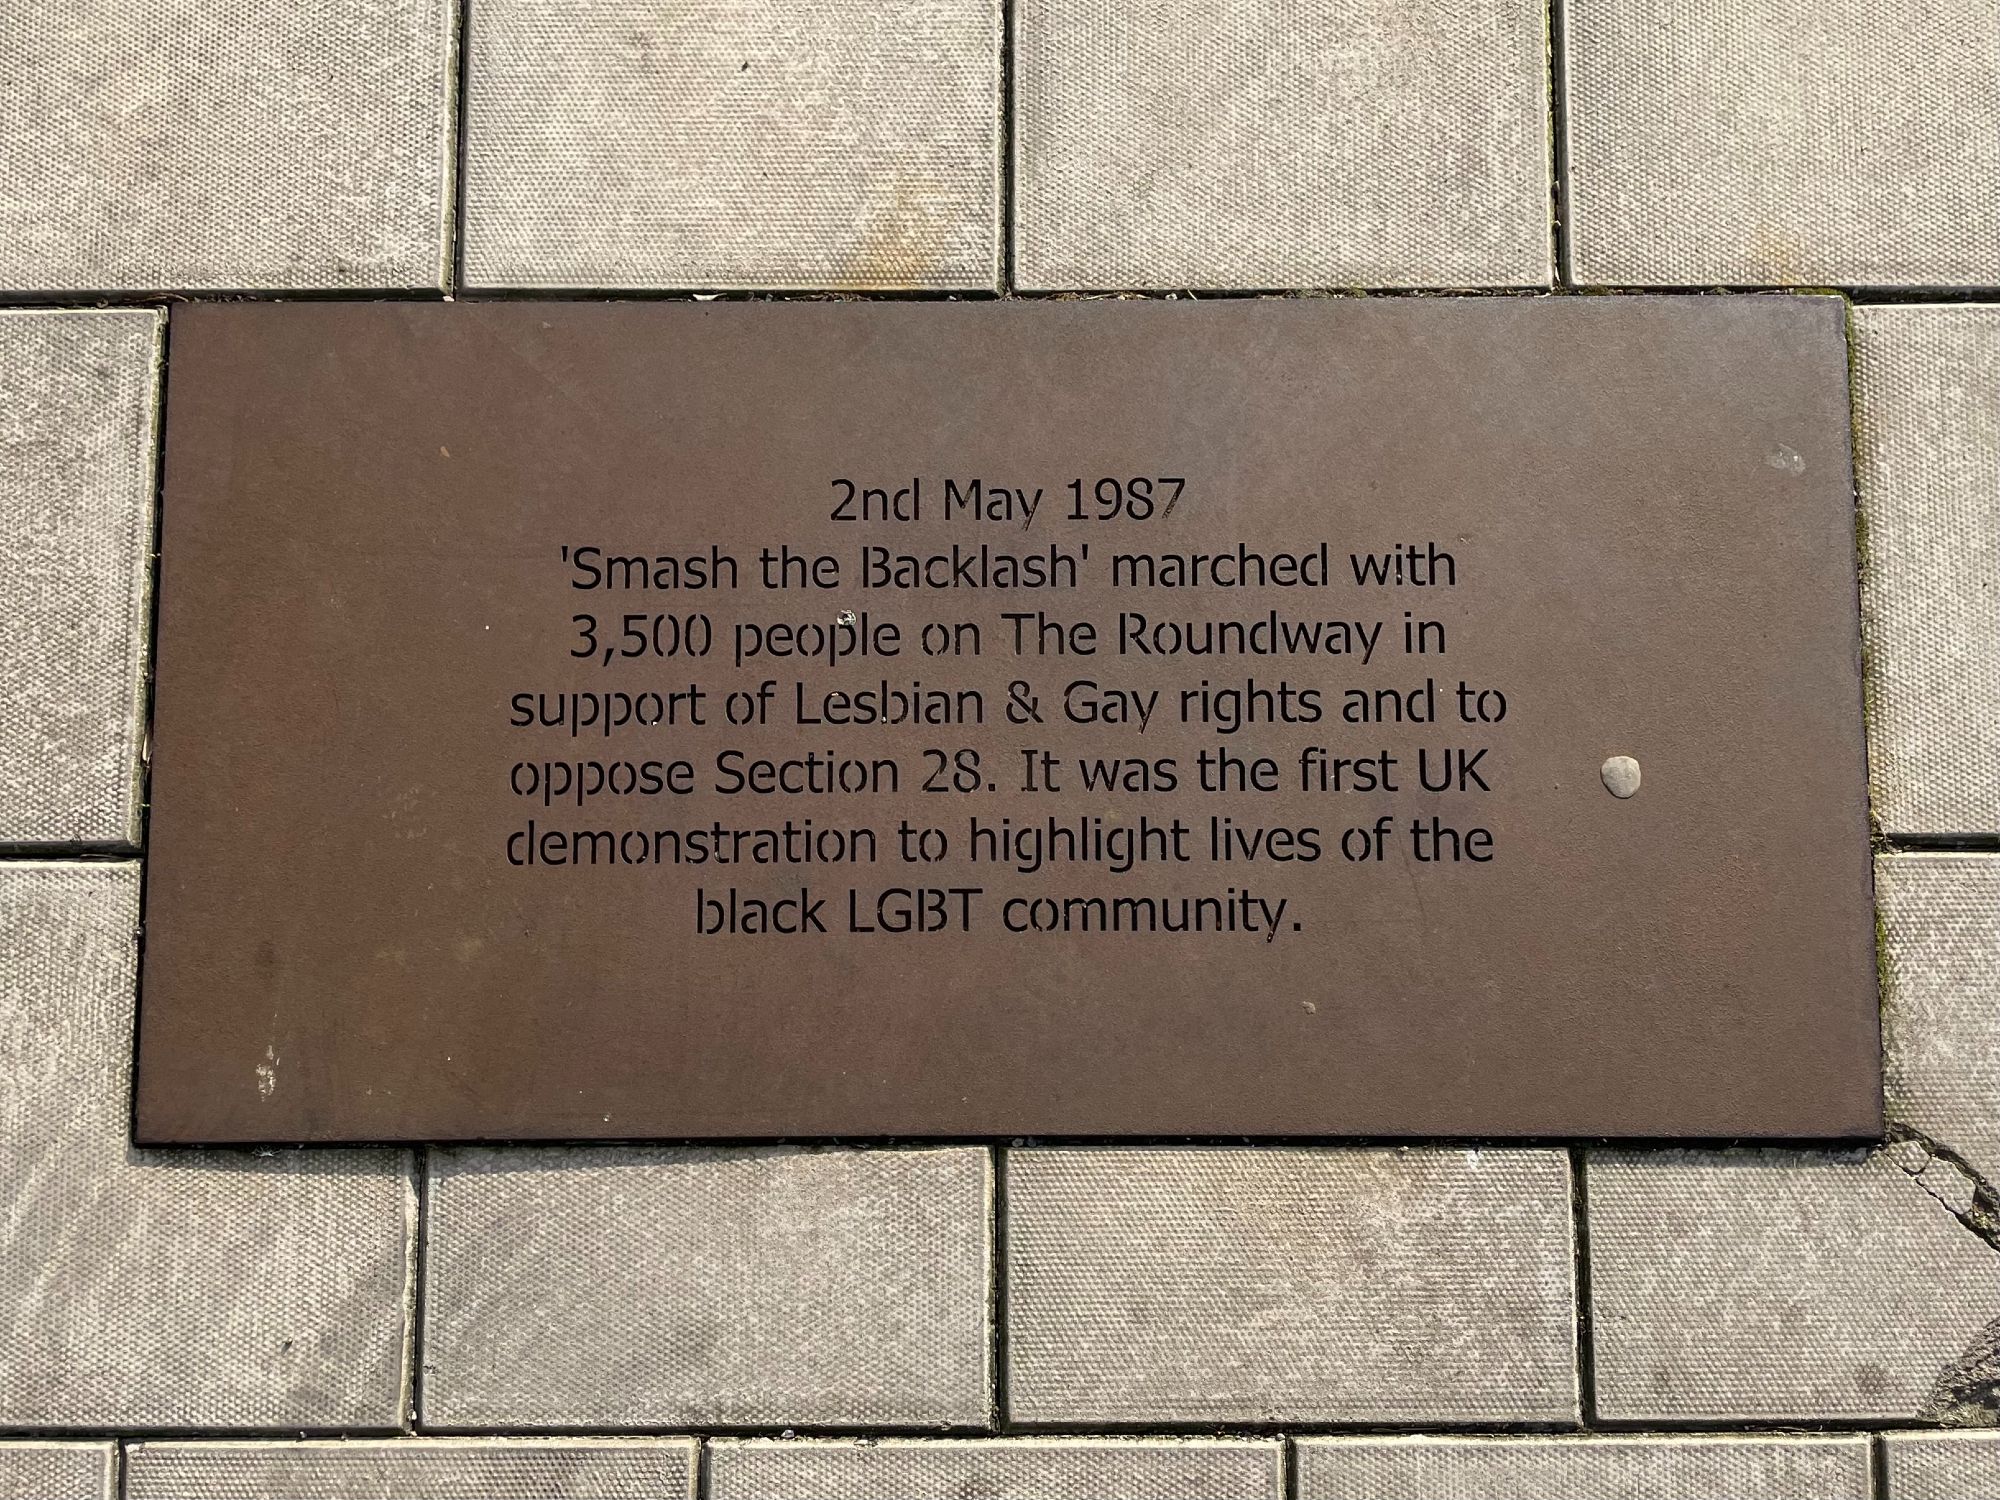 2nd May 1987
'Smash the Backlash' marched with
3,500 people on The Roundway in
support of Lesbian & Gay rights and to
oppose Section 28. It was the first UK
demonstration to highlight lives of the
black LGBT community.